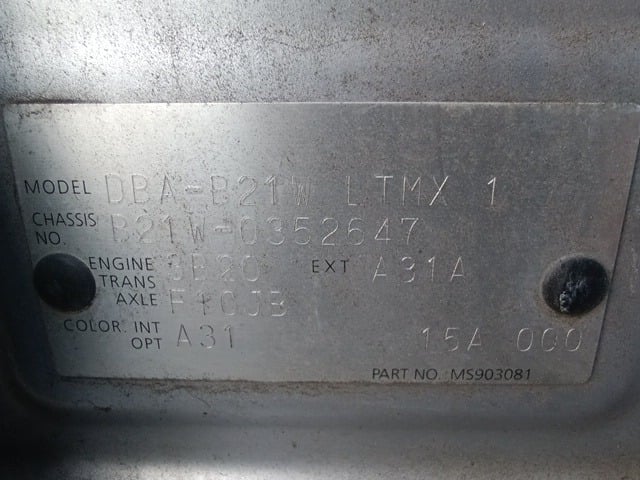 MODEL DBA-B21W LTMX 1
CHASSIS NO. B21W-0352647
ENGINE 3B20 EXT A31A
TRANS AXLE F1CJB
COLOR. INT OPT A31 15A 000
PART NO. MS903081